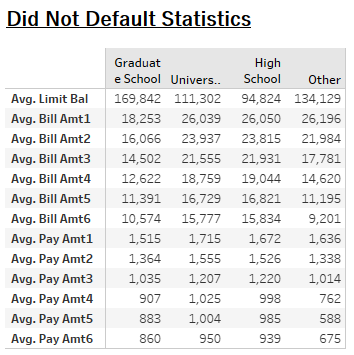 Did Not Default Statistics
Graduat High
e School Univers.. School Other
Avg. Limit Bal 169,842 111,302 94,824 134,129
Avg. Bill Amt1 18,253 26,039 26,050 26,196
Avg. Bill Amt2 16,066 23,937 23,815 21,984
Avg. Bill Amt3 14,502 21,555 21,931 17,781
Avg. Bill Amt4 12,622 18,759 19,044 14,620
Avg. Bill Amt5 11,391 16,729 16,821 11,195
Avg. Bill Amt6 10,574 15,777 15,834 9,201
Avg. Pay Amt1 1,515 1,715 1,672 1,636
Avg. Pay Amt2 1,364 1,555 1,526 1,338
Avg. Pay Amt3 1,035 1,207 1,220 1,014
Avg. Pay Amt4 907 1,025 998 762
Avg. Pay Amt5 883 1,004 985 588
Avg. Pay Amt6 860 950 939 675